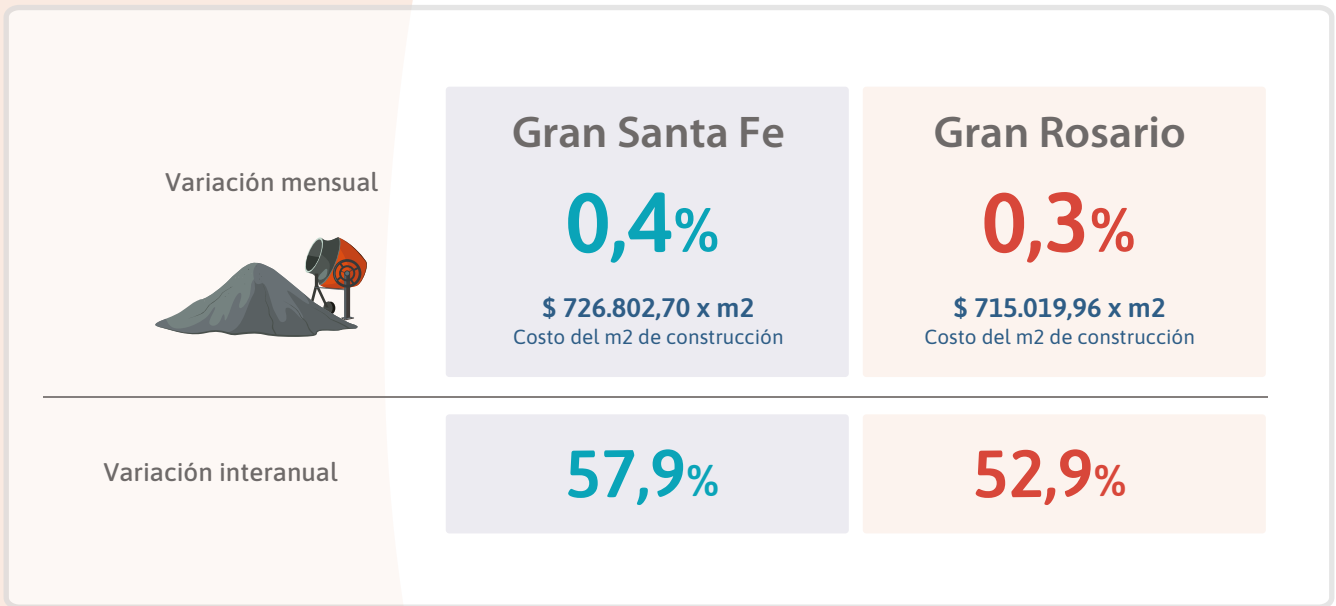 Gran Santa Fe
Gran Rosario
Variación mensual
0,4%
0,3%
$ 726.802,70 x m2
Costo del m2 de construcción
$ 715.019,96 x m2
Costo del m2 de construcción
Variación interanual
57,9%
52,9%